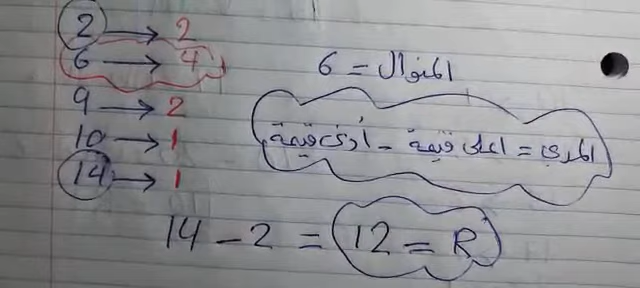 2 → 2
6 → 4
المنوال = 6
9 → 2
10 → 1
المدى = اعلى قيمة - أدنى قيمة
14 → 1
14 - 2 = 12 = R